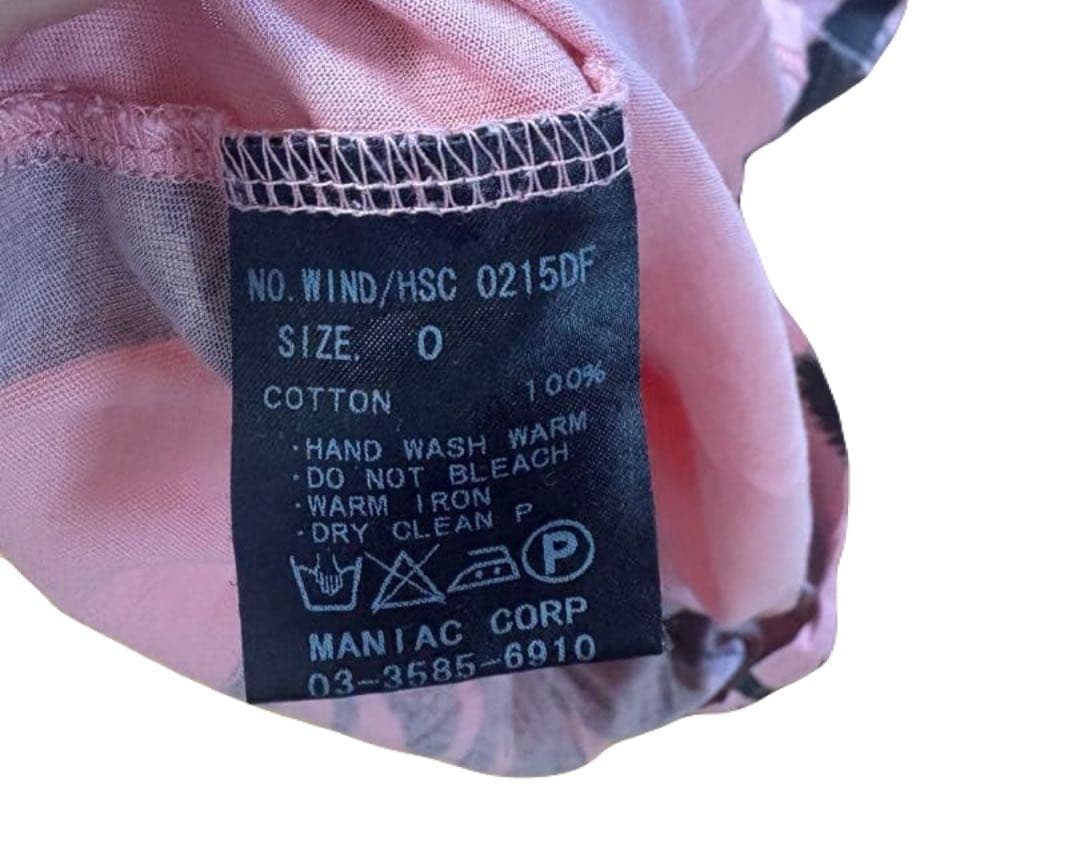 NO. WIND/HSC 0215DF
SIZE. 0
COTTON 100%
·HAND WASH WARM
·DO NOT BLEACH
·WARM IRON
·DRY CLEAN P
P
MANIAC CORP
03-3585-6910